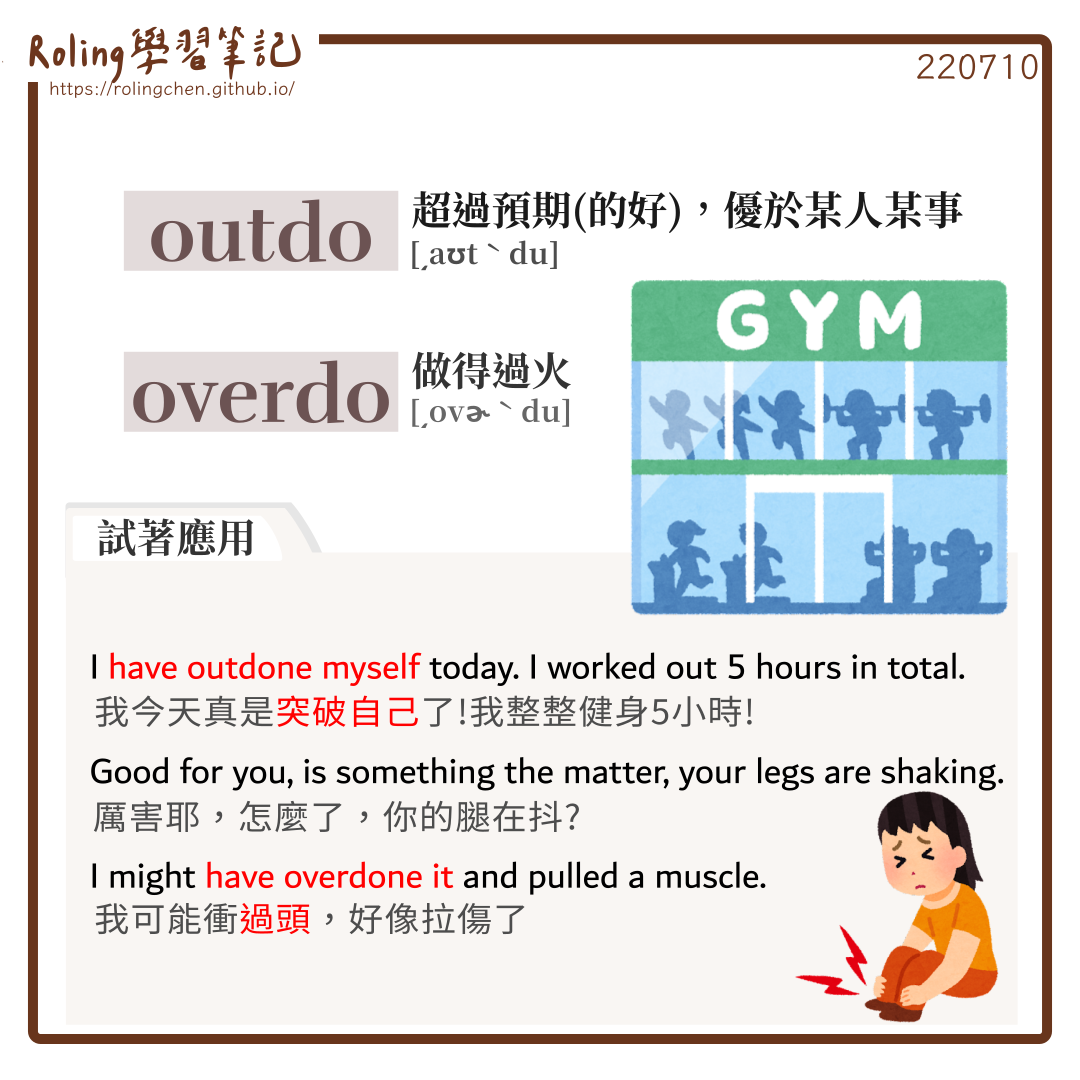 Roling學習筆記
https://rolingchen.github.io/
220710
outdo
超過預期(的好)，優於某人某事
[ˏaʊtˋdu]
overdo
做得過火
[ˏovɚˋdu]
GYM
試著應用
I have outdone myself today. I worked out 5 hours in total.
我今天真是突破自己了!我整整健身5小時!
Good for you, is something the matter, your legs are shaking.
厲害耶，怎麼了，你的腿在抖?
I might have overdone it and pulled a muscle.
我可能衝過頭，好像拉傷了